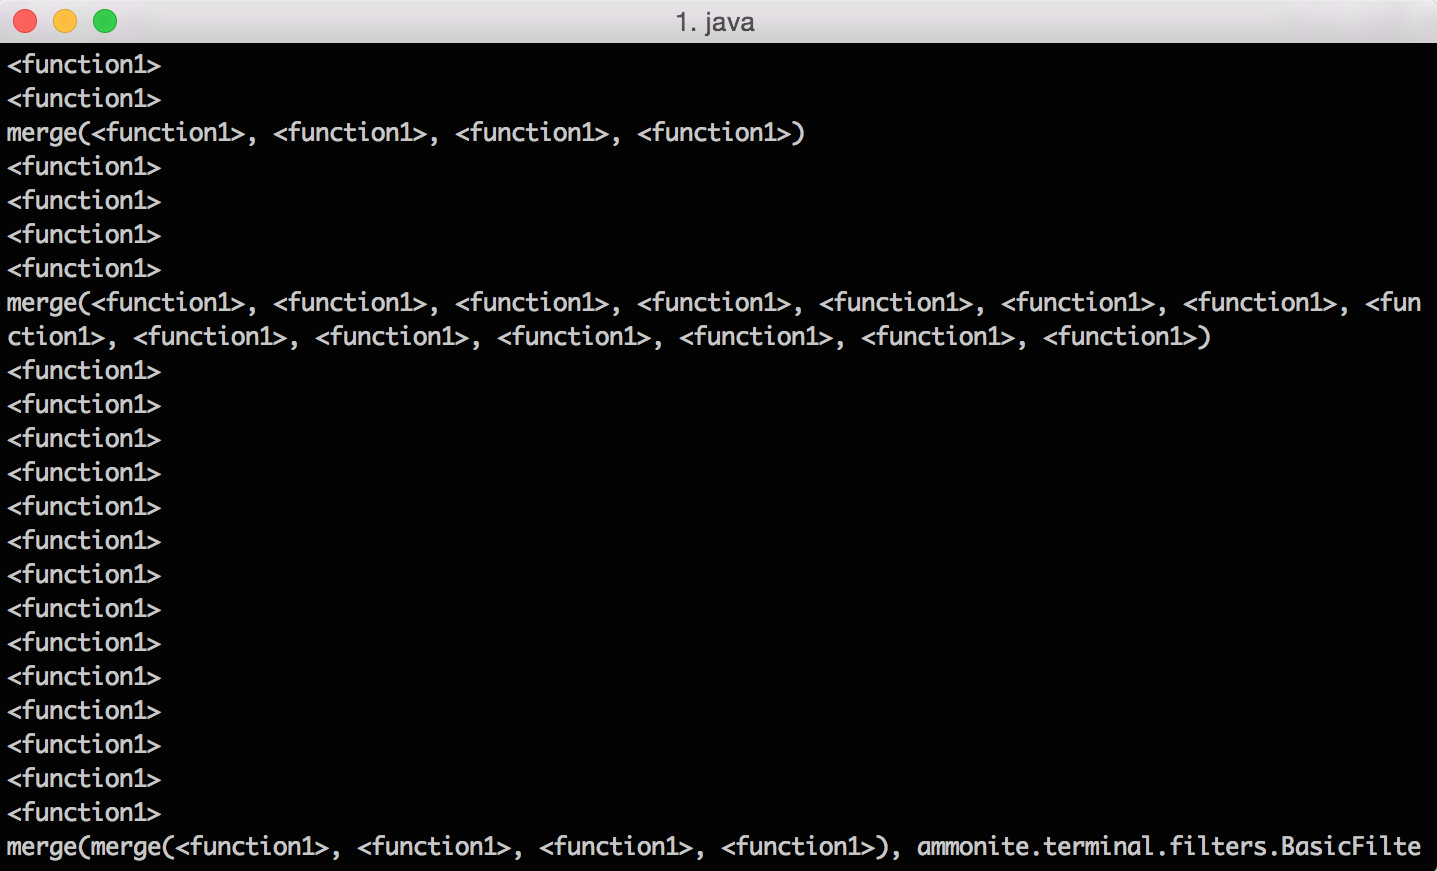 1. java
<function1>
<function1>
merge(<function1>, <function1>, <function1>, <function1>)
<function1>
<function1>
<function1>
<function1>
merge(<function1>, <function1>, <function1>, <function1>, <function1>, <function1>, <function1>, <fun
ction1>, <function1>, <function1>, <function1>, <function1>, <function1>, <function1>)
<function1>
<function1>
<function1>
<function1>
<function1>
<function1>
<function1>
<function1>
<function1>
<function1>
<function1>
<function1>
<function1>
<function1>
merge(merge(<function1>, <function1>, <function1>, <function1>), ammonite.terminal.filters.BasicFilte